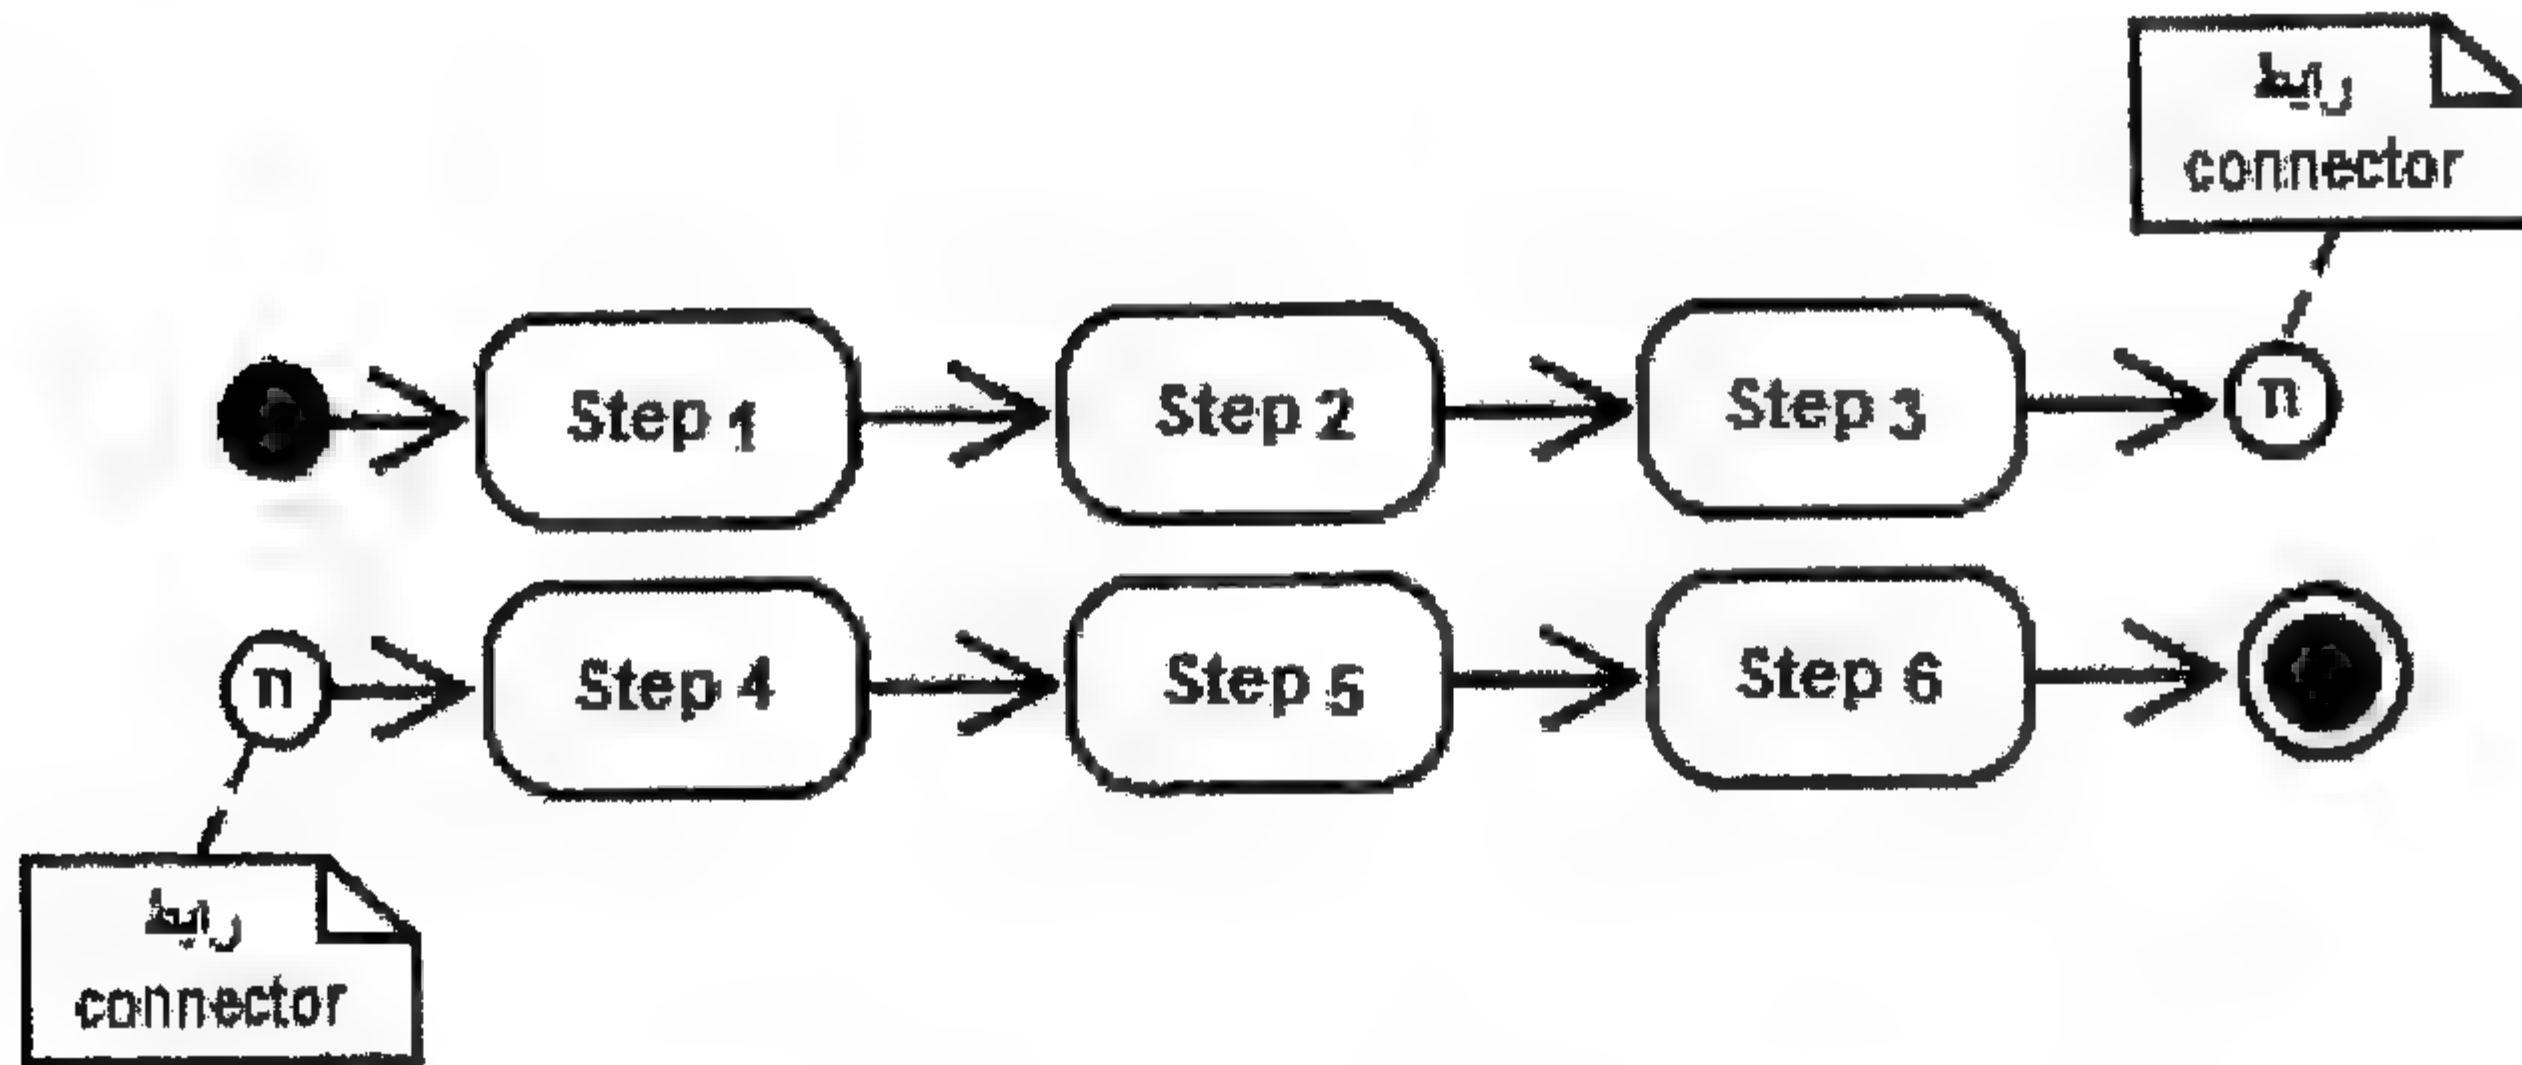 رابط
connector
Step 1
Step 2
Step 3
n
n
Step 4
Step 5
Step 6
رابط
connector